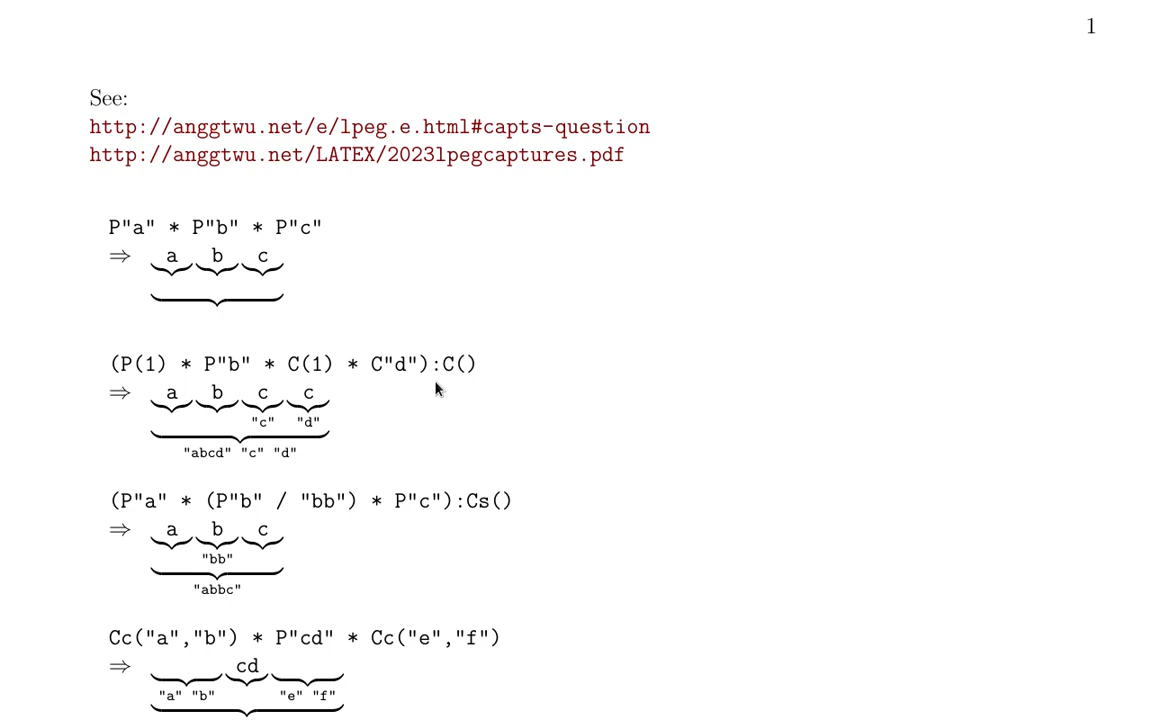 1
See:
http://anggtwu.net/e/lpeg.e.html#capts-question
http://anggtwu.net/LATEX/2023lpegcaptures.pdf
P"a" * P"b" * P"c"
⇒ a b c
(P(1) * P"b" * C(1) * C"d"):C()
⇒ a b c c
"c" "d"
"abcd" "c" "d"
(P"a" * (P"b" / "bb") * P"c"):Cs()
⇒ a b c
"bb"
"abbc"
Cc("a","b") * P"cd" * Cc("e","f")
⇒ cd
"a" "b" "e" "f"